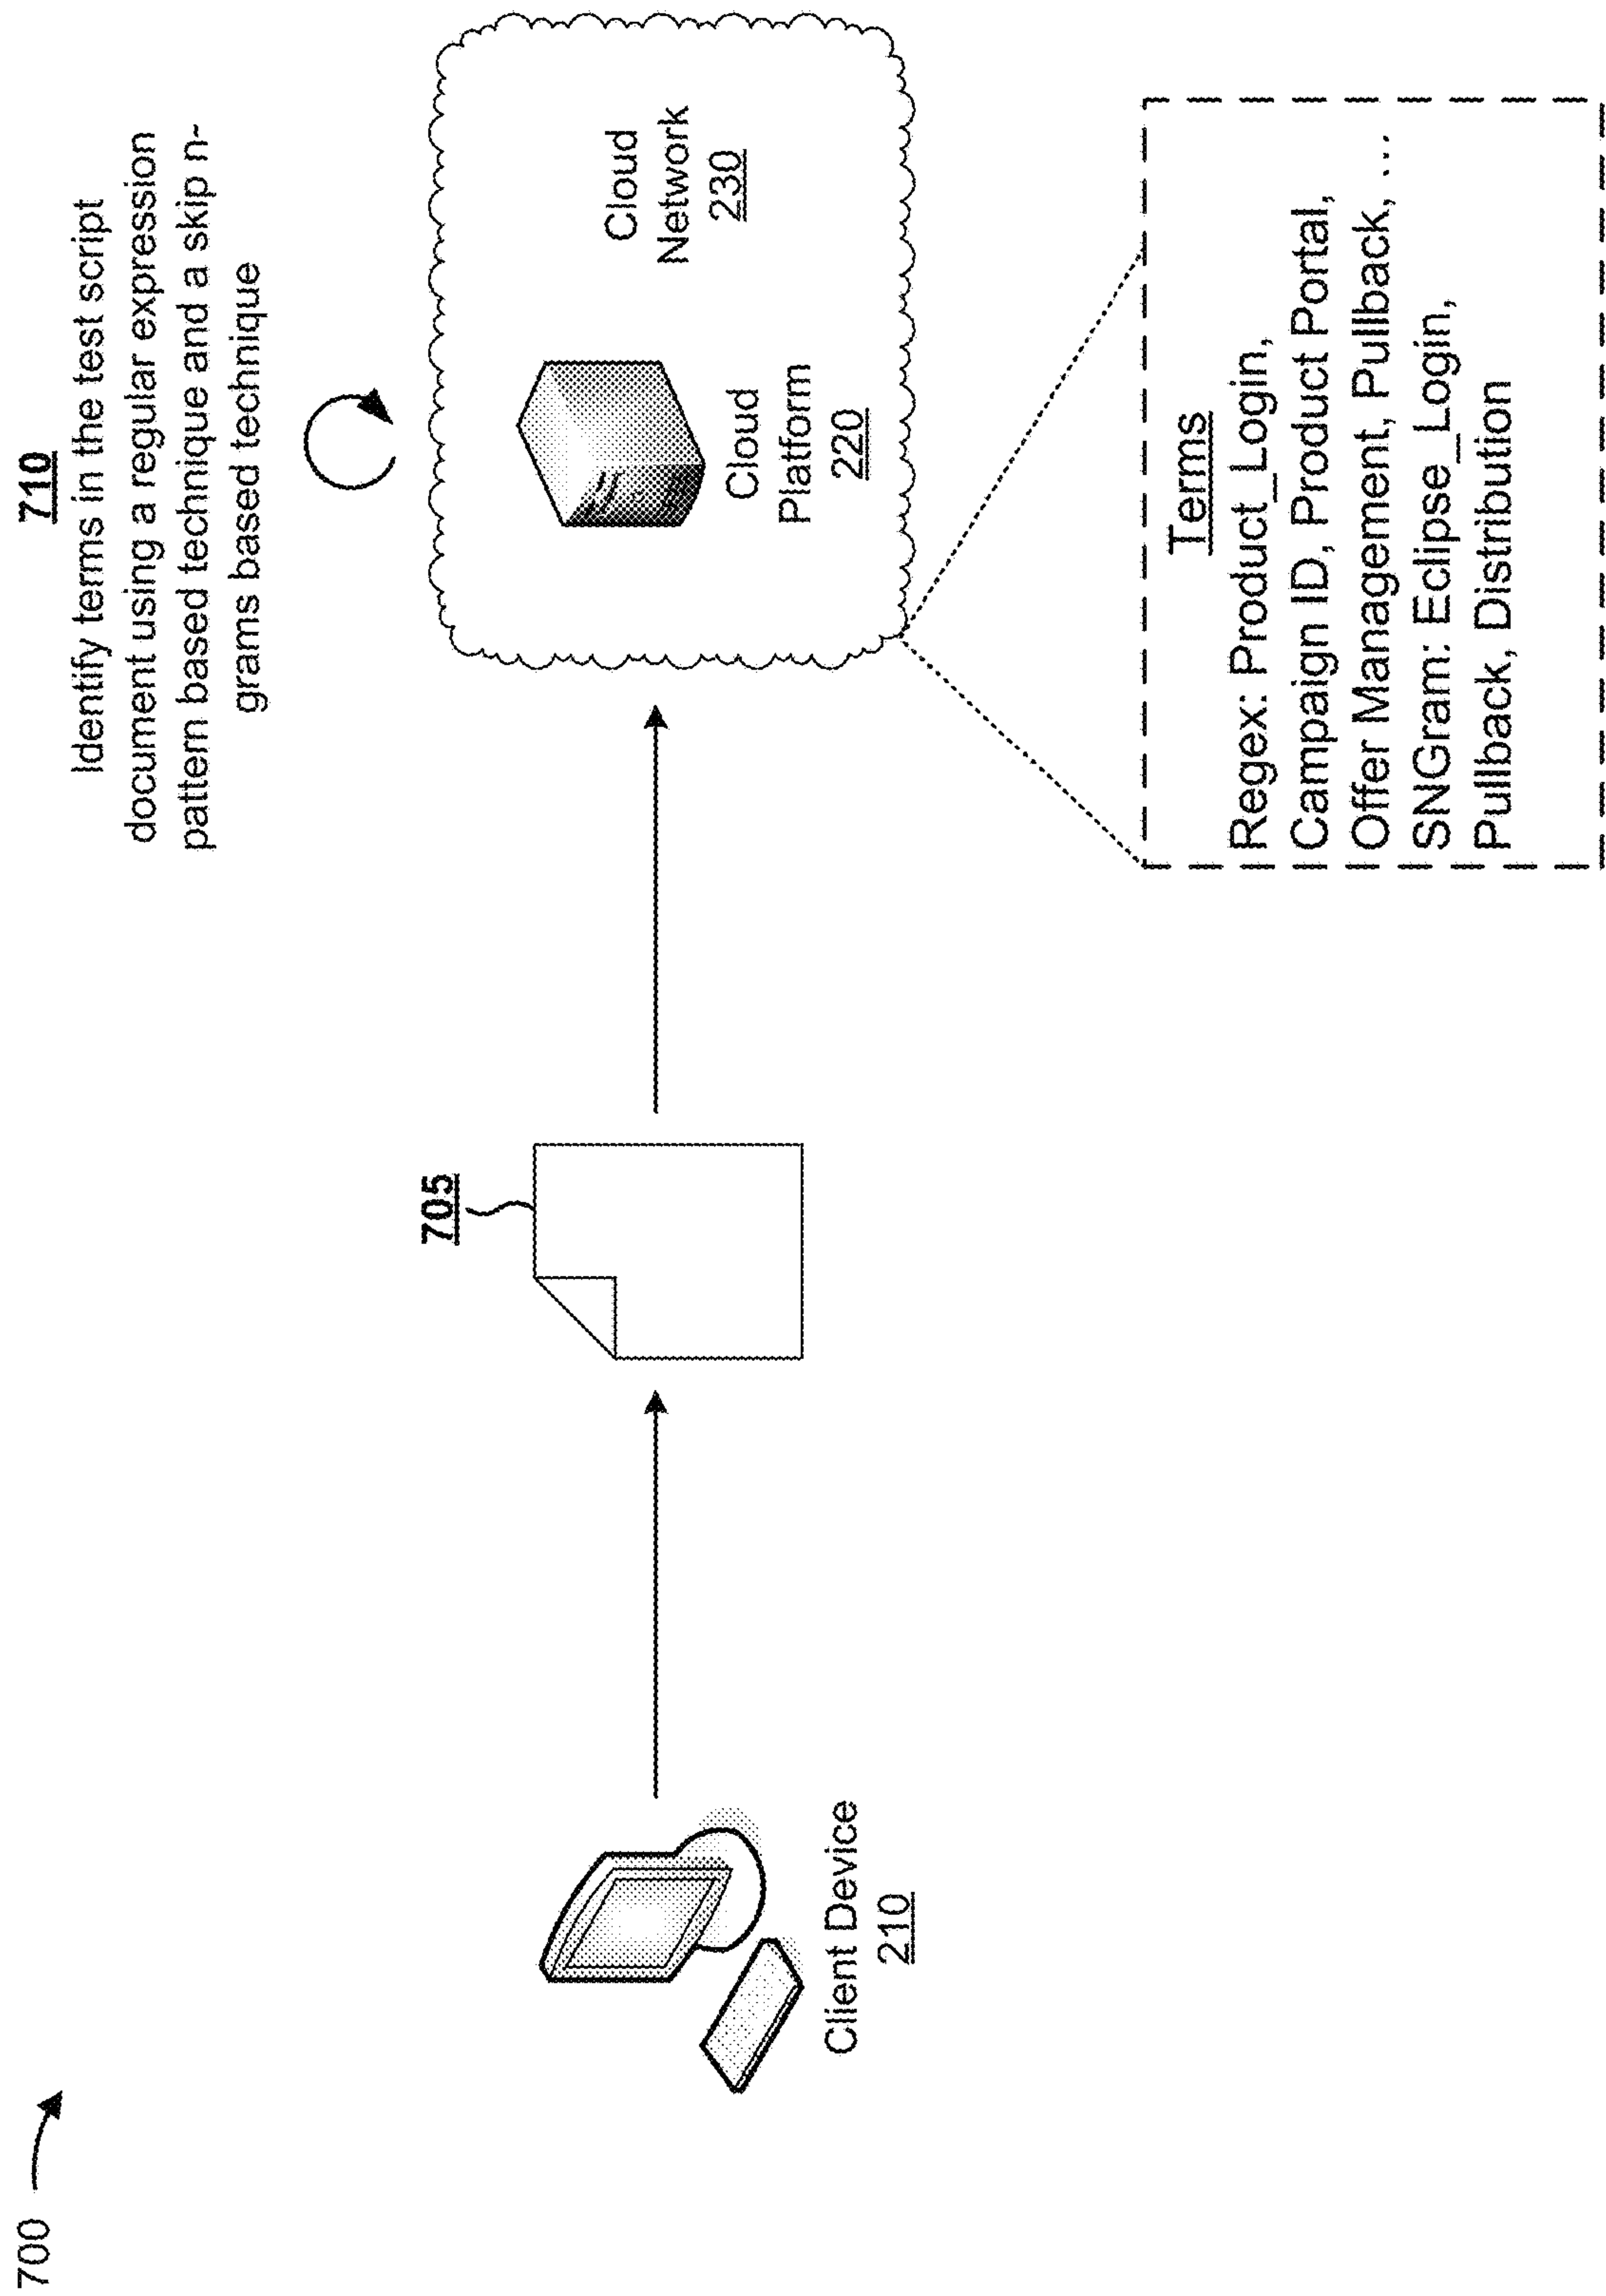 700
710
Identify terms in the test script
document using a regular expression
pattern based technique and a skip n-
grams based technique
705
Cloud
Network
230
Cloud
Platform
220
Client Device
210
Terms
Regex: Product_Login,
Campaign ID, Product Portal,
Offer Management, Pullback, ...
SNGram: Eclipse_Login,
Pullback, Distribution